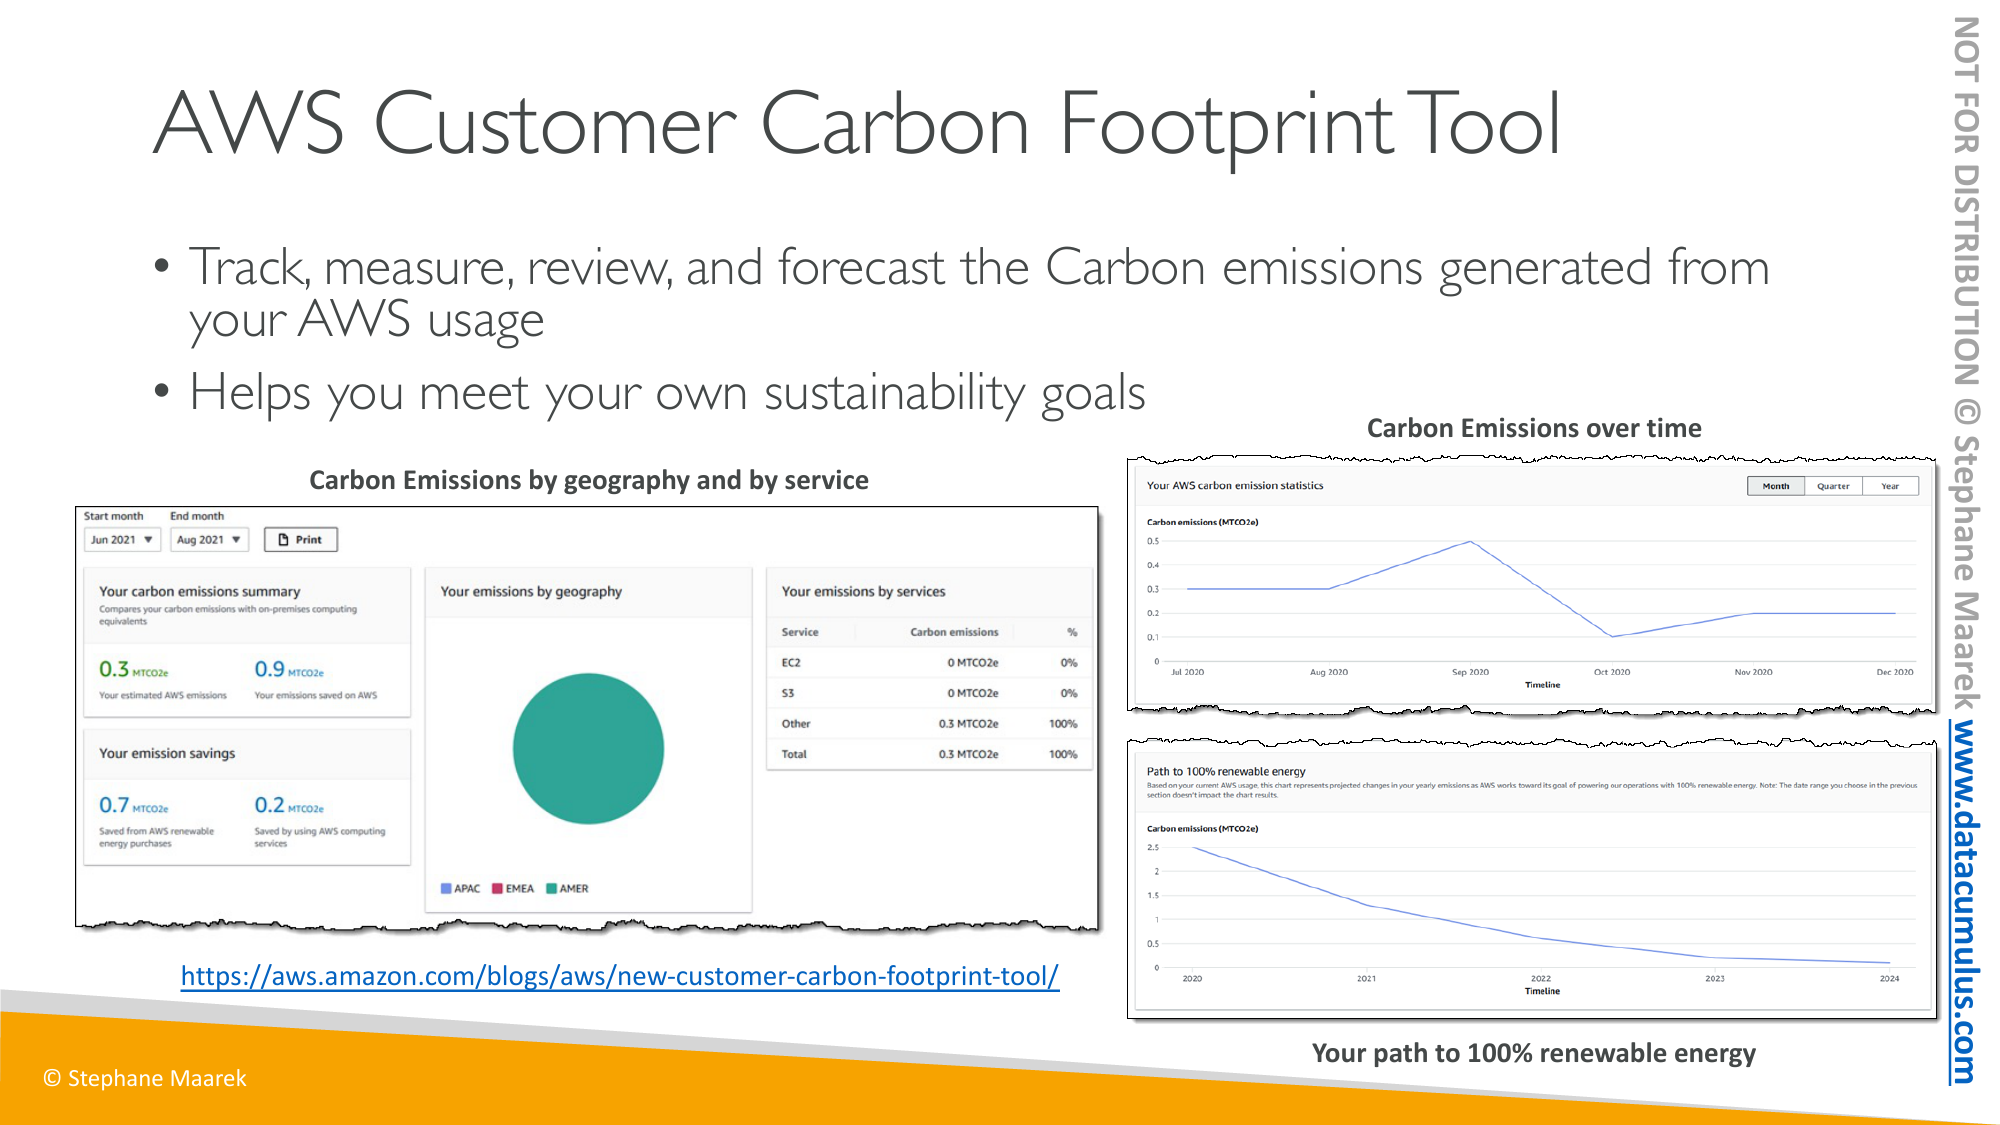 AWS Customer Carbon Footprint Tool
• Track, measure, review, and forecast the Carbon emissions generated from
your AWS usage
• Helps you meet your own sustainability goals
Carbon Emissions by geography and by service
Start month End month
Jun 2021 Aug 2021 Print
Your carbon emissions summary
Compares your carbon emissions with on-premises computing
equivalents
0.3 MTCO2e 0.9 MTCO2e
Your estimated AWS emissions Your emissions saved on AWS
Your emission savings
0.7 MTCO2e 0.2 MTCO2e
Saved from AWS renewable Saved by using AWS computing
energy purchases services
Your emissions by geography
APAC EMEA AMER
Your emissions by services
Service Carbon emissions %
EC2 0 MTCO2e 0%
S3 0 MTCO2e 0%
Other 0.3 MTCO2e 100%
Total 0.3 MTCO2e 100%
https://aws.amazon.com/blogs/aws/new-customer-carbon-footprint-tool/
Carbon Emissions over time
Your AWS carbon emission statistics Month Quarter Year
Carbon emissions (MTCO2e)
0.5
0.4
0.3
0.2
0.1
0
Jul 2020 Aug 2020 Sep 2020 Oct 2020 Nov 2020 Dec 2020
Timeline
Path to 100% renewable energy
Based on your current AWS usage, this chart represents projected changes in your yearly emissions as AWS works toward its goal of powering our operations with 100% renewable energy. Note: The date range you choose in the previous
section doesn't impact the chart results.
Carbon emissions (MTCO2e)
2.5
2
1.5
1
0.5
0
2020 2021 2022 2023 2024
Timeline
Your path to 100% renewable energy
© Stephane Maarek
NOT FOR DISTRIBUTION © Stephane Maarek www.datacumulus.com